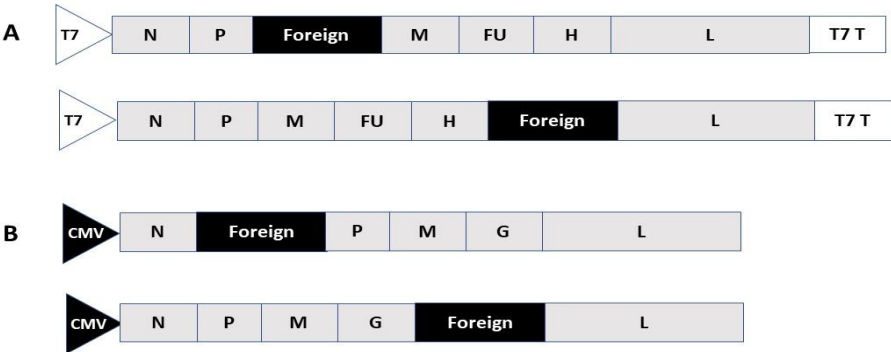 A T7 N P Foreign M FU H L T7 T
T7 N P M FU H Foreign L T7 T
B CMV N Foreign P M G L
CMV N P M G Foreign L